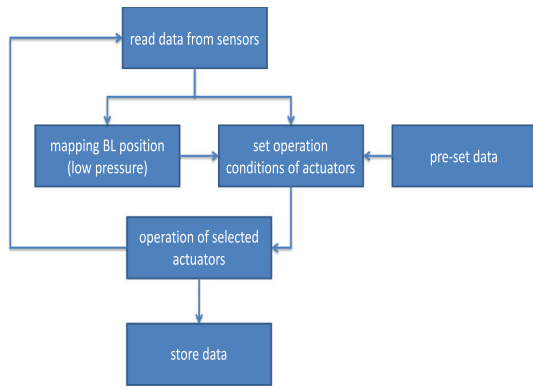 read data from sensors
mapping BL position
(low pressure)
set operation
conditions of actuators
pre-set data
operation of selected
actuators
store data